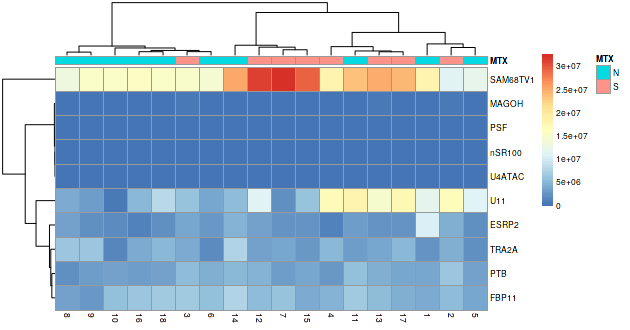 MTX
SAM68TV1
MAGOH
PSF
nSR100
U4ATAC
U11
ESRP2
TRA2A
PTB
FBP11
8 9 10 16 18 3 6 14 12 7 15 4 11 13 17 1 2 5
3e+07
2.5e+07
2e+07
1.5e+07
1e+07
5e+06
0
MTX
N
S